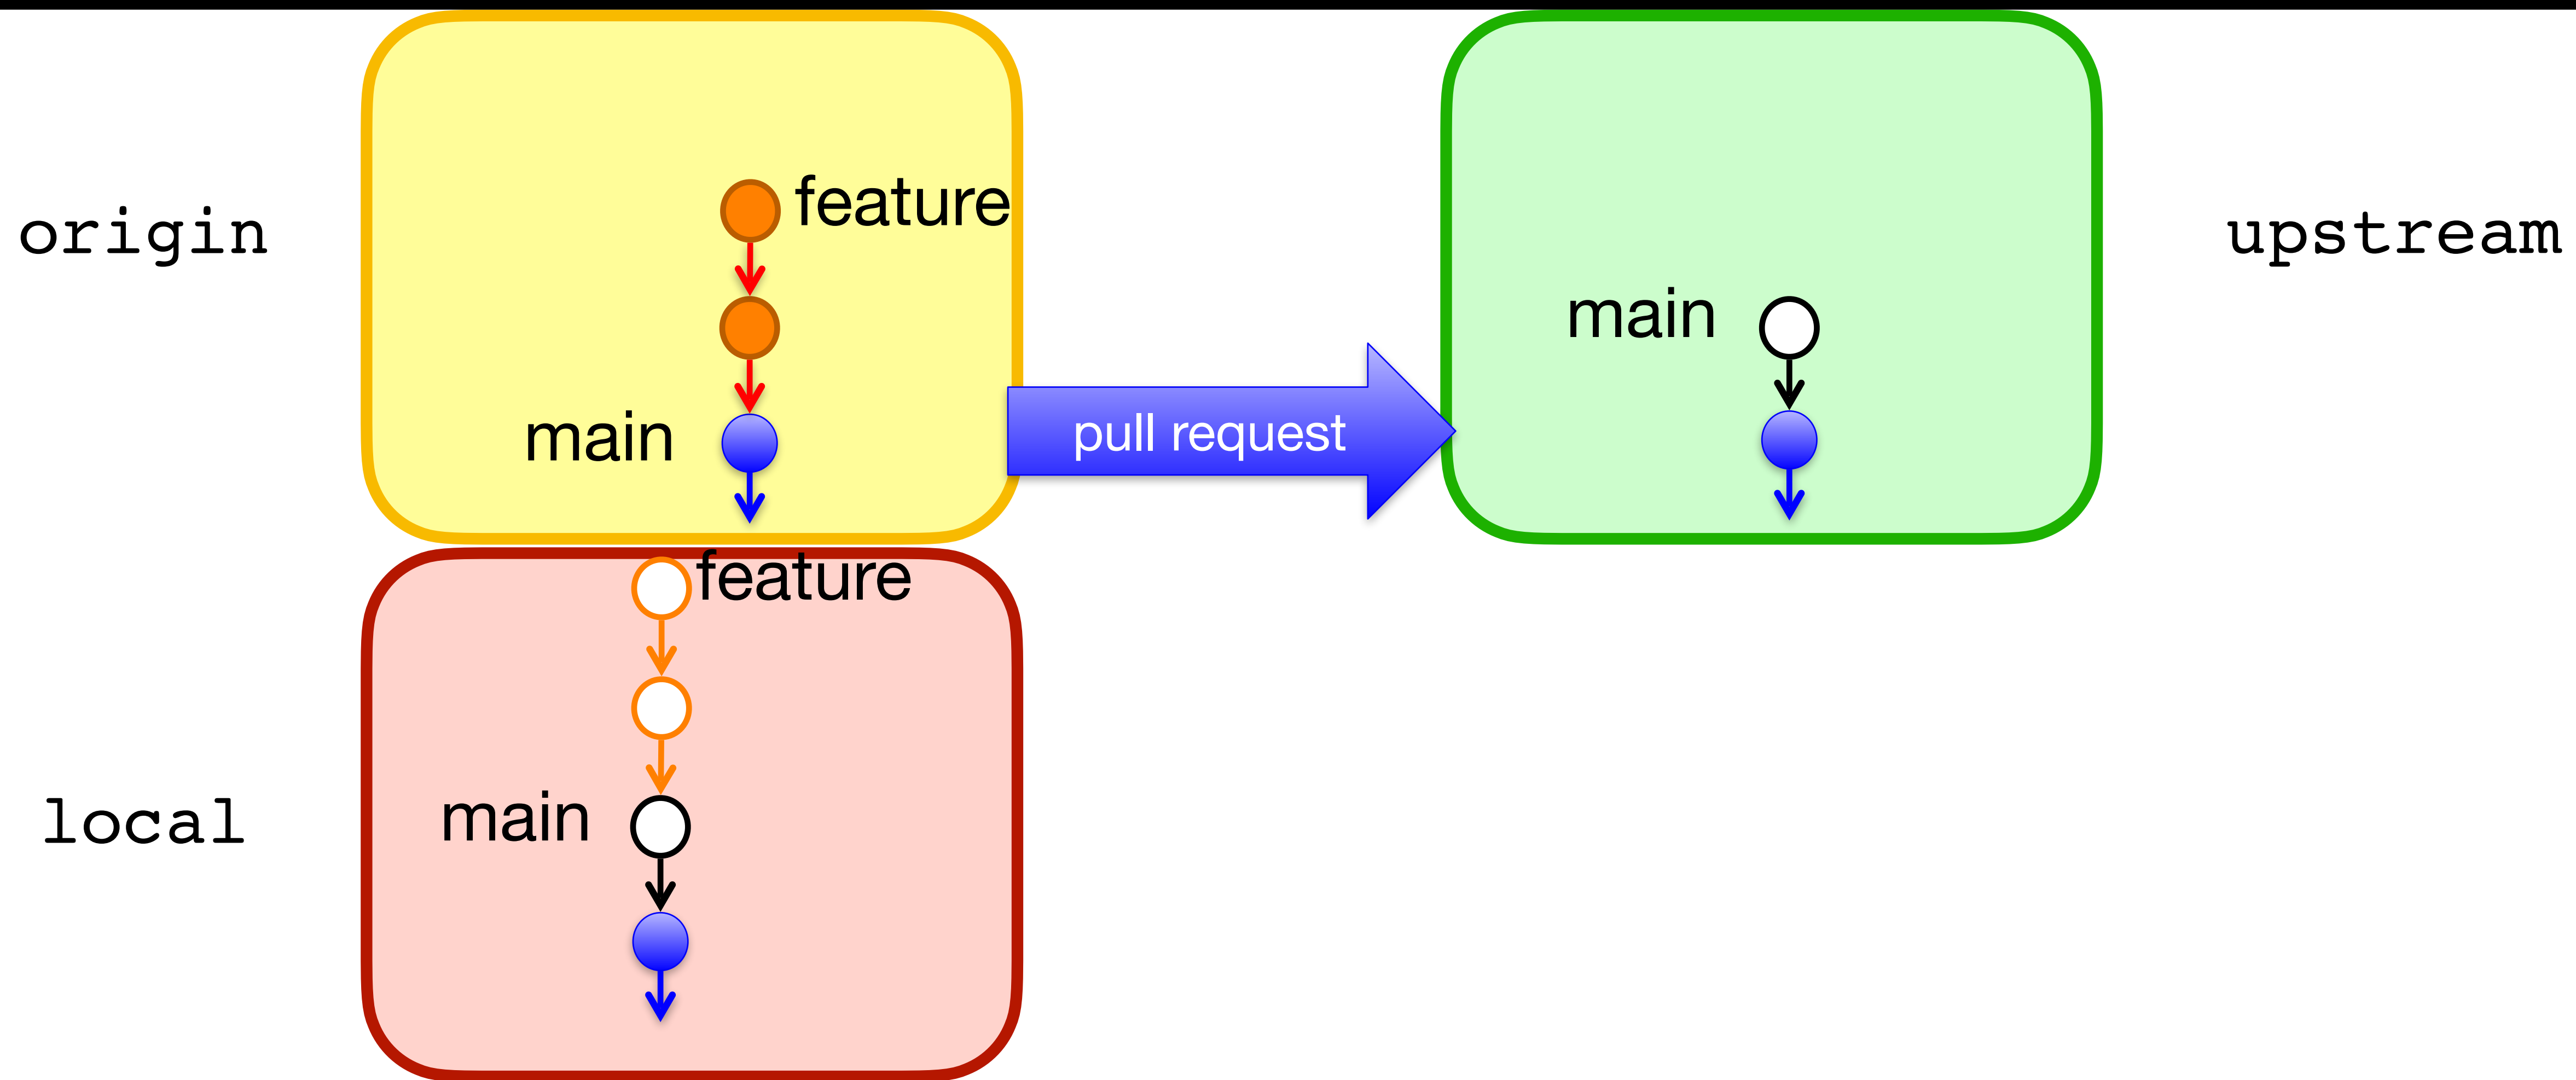 origin
feature
main
pull request
main
upstream
feature
main
local